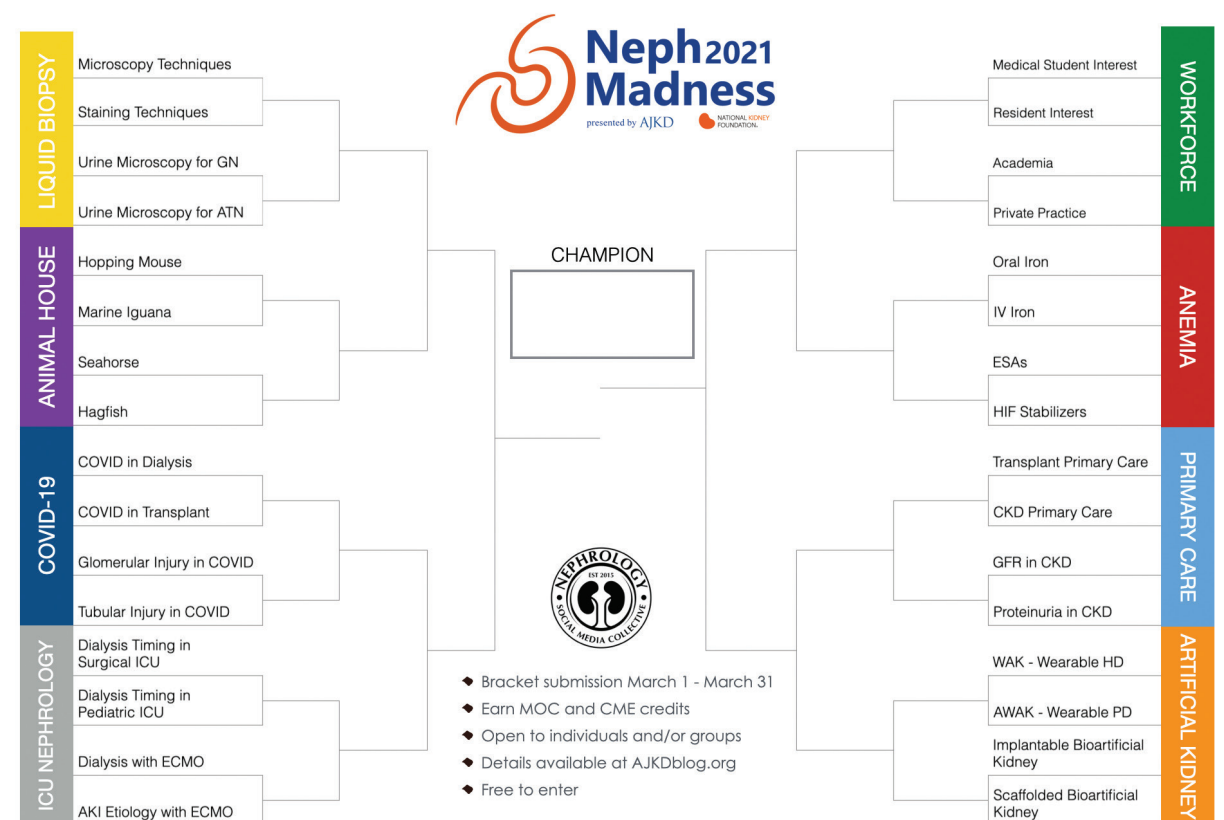 Neph 2021
Madness
presented by AJKD
NATIONAL KIDNEY
FOUNDATION®
LIQUID BIOPSY
Microscopy Techniques
Staining Techniques
Urine Microscopy for GN
Urine Microscopy for ATN
ANIMAL HOUSE
Hopping Mouse
Marine Iguana
Seahorse
Hagfish
COVID-19
COVID in Dialysis
COVID in Transplant
Glomerular Injury in COVID
Tubular Injury in COVID
ICU NEPHROLOGY
Dialysis Timing in
Surgical ICU
Dialysis Timing in
Pediatric ICU
Dialysis with ECMO
AKI Etiology with ECMO
CHAMPION
NEPHROLOGY
EST 2015
SOCIAL MEDIA COLLECTIVE
Bracket submission March 1 - March 31
Earn MOC and CME credits
Open to individuals and/or groups
Details available at AJKDblog.org
Free to enter
WORKFORCE
Medical Student Interest
Resident Interest
Academia
Private Practice
ANEMIA
Oral Iron
IV Iron
ESAs
HIF Stabilizers
PRIMARY CARE
Transplant Primary Care
CKD Primary Care
GFR in CKD
Proteinuria in CKD
ARTIFICIAL KIDNEY
WAK - Wearable HD
AWAK - Wearable PD
Implantable Bioartificial
Kidney
Scaffolded Bioartificial
Kidney